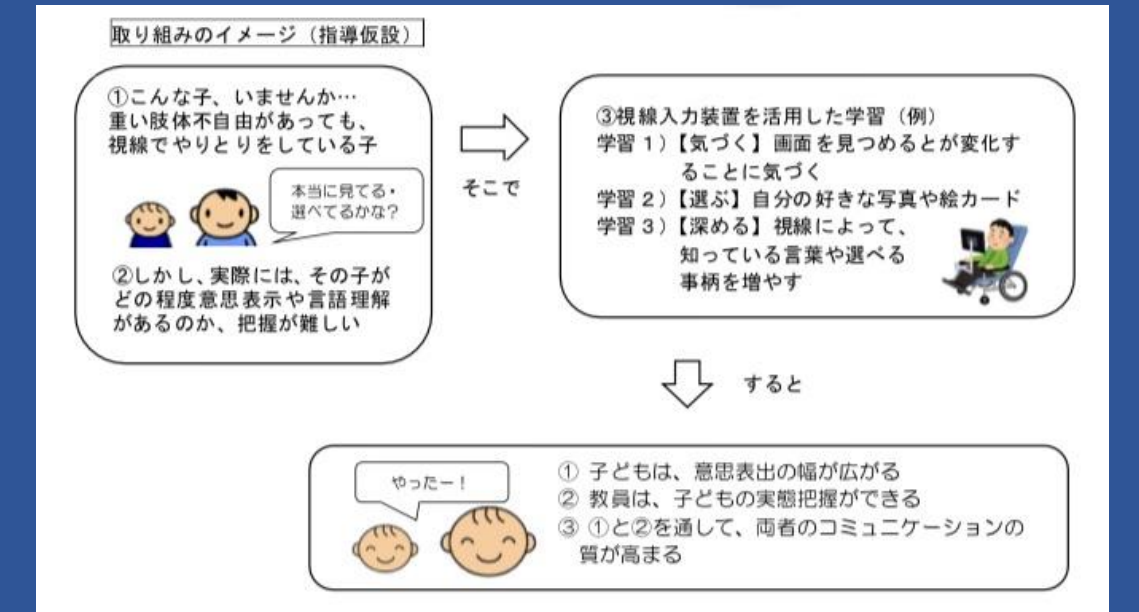 取り組みのイメージ（指導仮設）
①こんな子、いませんか…
重い肢体不自由があっても、
視線でやりとりをしている子
本当に見てる・
選べてるかな？
②しかし、実際には、その子が
どの程度意思表示や言語理解
があるのか、把握が難しい
そこで
③視線入力装置を活用した学習（例）
学習１）【気づく】画面を見つめるとが変化す
ることに気づく
学習２）【選ぶ】自分の好きな写真や絵カード
学習３）【深める】視線によって、
知っている言葉や選べる
事柄を増やす
すると
やったー！
① 子どもは、意思表出の幅が広がる
② 教員は、子どもの実態把握ができる
③ ①と②を通して、両者のコミュニケーションの
質が高まる